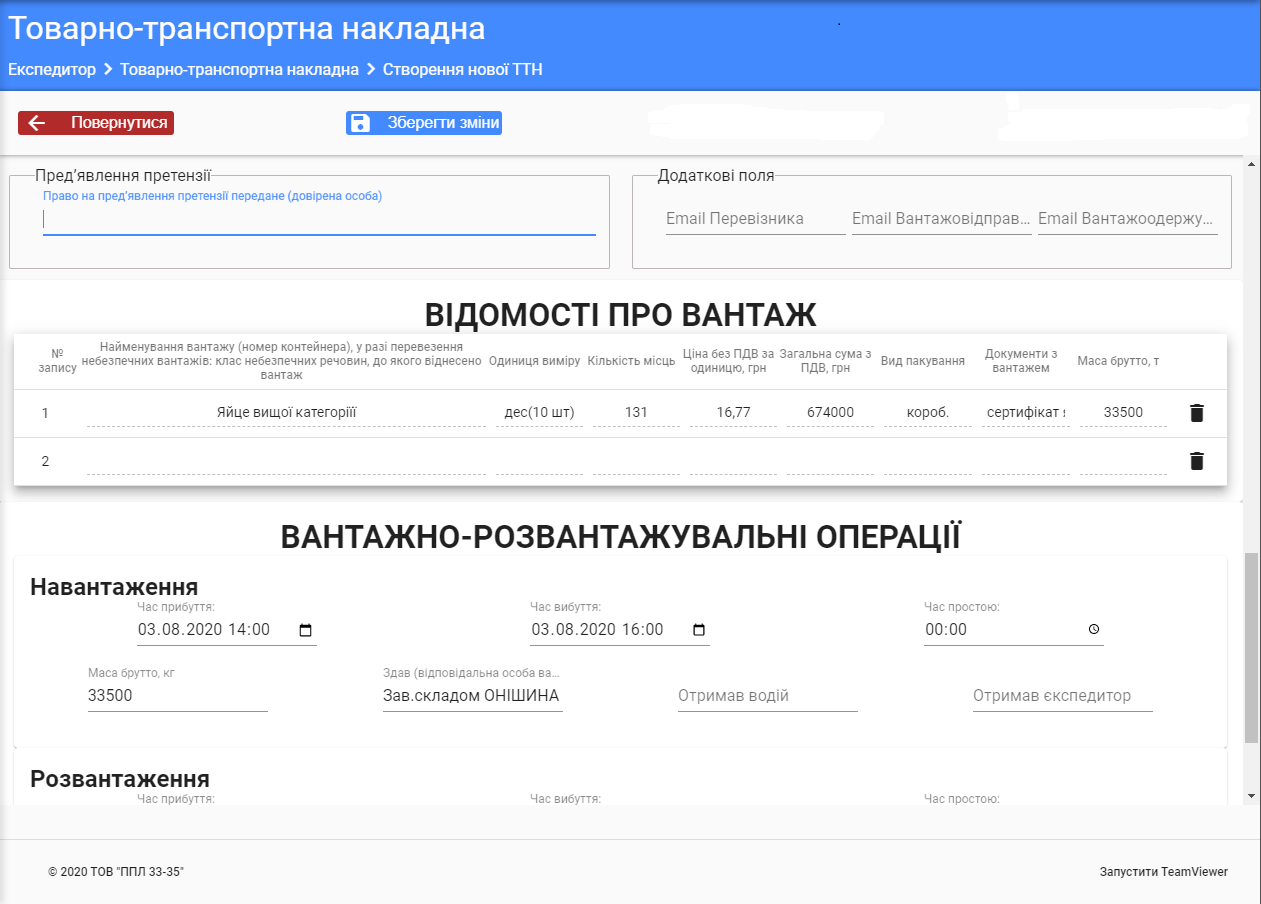 Товарно-транспортна накладна
Експедитор > Товарно-транспортна накладна > Створення нової ТТН
Повернутися Зберегти зміни
Пред'явлення претензії Додаткові поля
Право на пред'явлення претензії передане (довірена особа)
Email Перевізника Email Вантажовідправ... Email Вантажоодержу...
ВІДОМОСТІ ПРО ВАНТАЖ
№ запису Найменування вантажу (номер контейнера), у разі перевезення небезпечних вантажів: клас небезпечних речовин, до якого віднесено вантаж Одиниця виміру Кількість місць Ціна без ПДВ за одиницю, грн Загальна сума з ПДВ, грн Вид пакування Документи з вантажем Маса брутто, т
1 Яйце вищої категоріїї дес(10 шт) 131 16,77 674000 короб. сертифікат 33500
2
ВАНТАЖНО-РОЗВАНТАЖУВАЛЬНІ ОПЕРАЦІЇ
Навантаження
Час прибуття: Час вибуття: Час простою:
03.08.2020 14:00 03.08.2020 16:00 00:00
Маса брутто, кг Здав (відповідальна особа ва...
33500 Зав.складом ОНІШИНА Отримав водій Отримав єкспедитор
Розвантаження
Час прибуття: Час вибуття: Час простою:
© 2020 ТОВ "ППЛ 33-35" Запустити TeamViewer